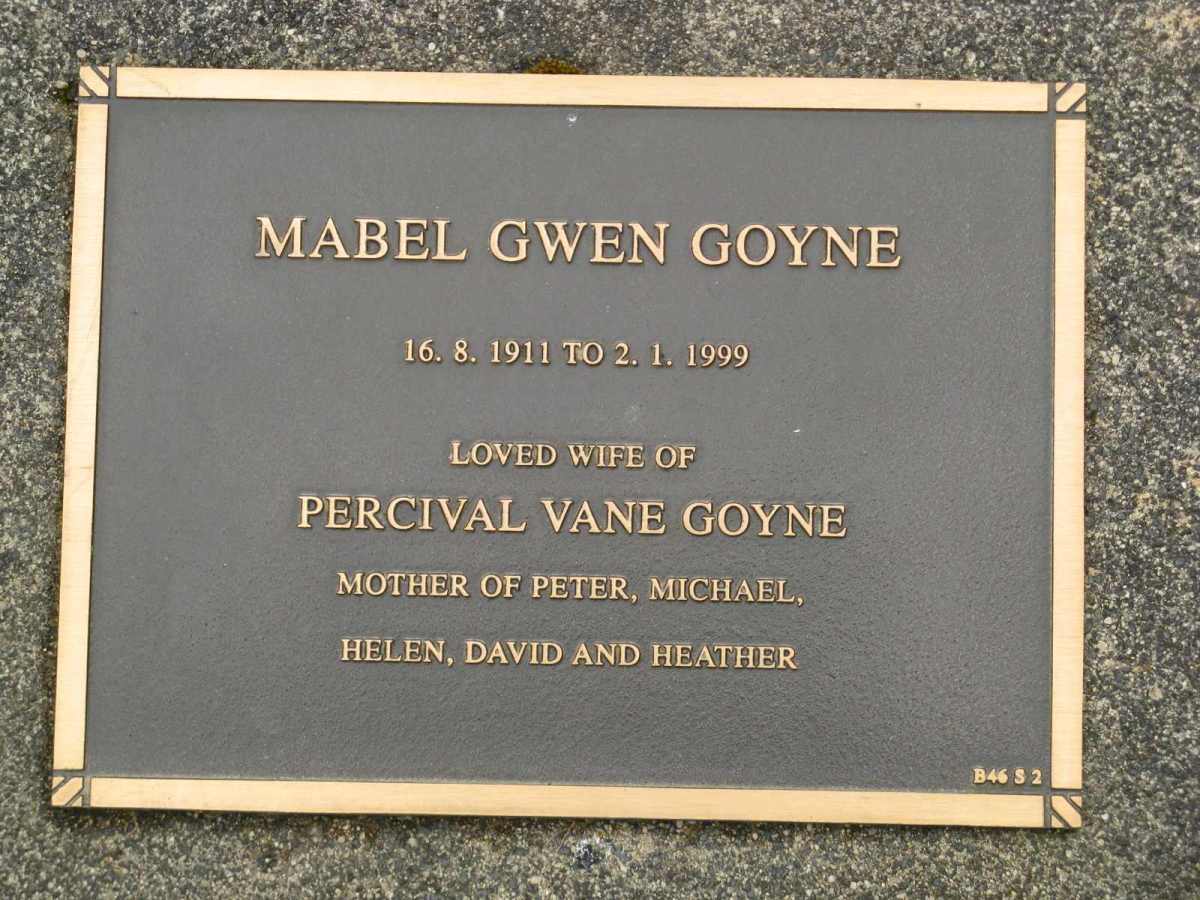 MABEL GWEN GOYNE
16. 8. 1911 TO 2. 1. 1999
LOVED WIFE OF
PERCIVAL VANE GOYNE
MOTHER OF PETER, MICHAEL,
HELEN, DAVID AND HEATHER
B46 S 2